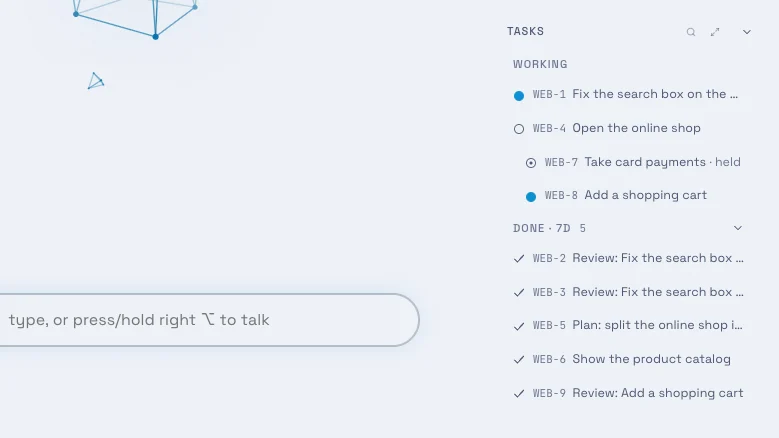 TASKS
WORKING
WEB-1 Fix the search box on the …
WEB-4 Open the online shop
WEB-7 Take card payments · held
WEB-8 Add a shopping cart
DONE · 7D 5
WEB-2 Review: Fix the search box …
WEB-3 Review: Fix the search box …
WEB-5 Plan: split the online shop i…
WEB-6 Show the product catalog
WEB-9 Review: Add a shopping cart
type, or press/hold right ⌥ to talk